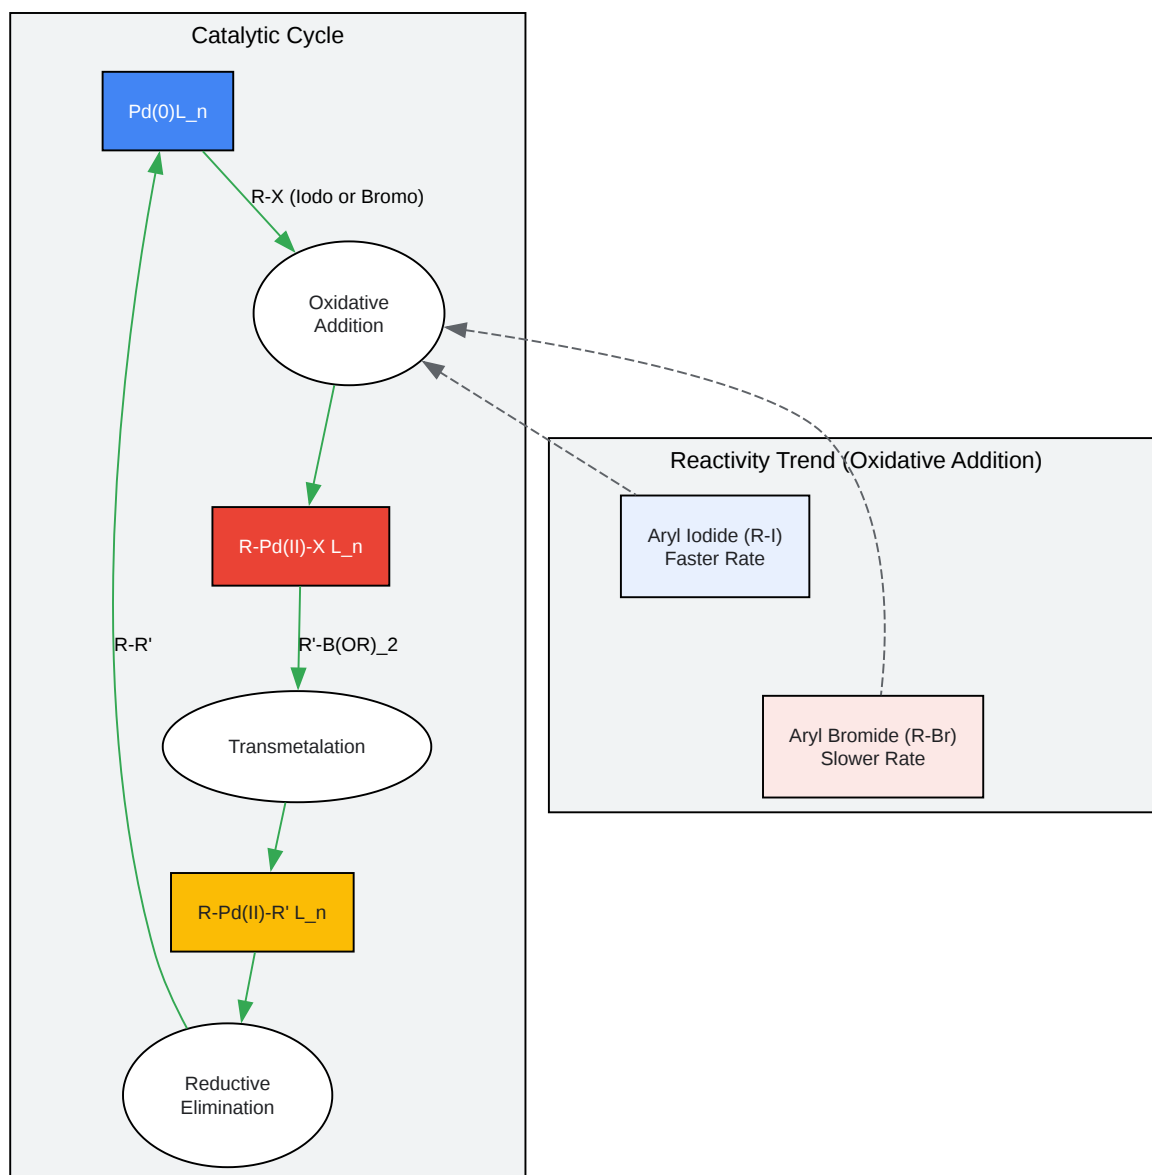 Catalytic Cycle
Pd(0)L_n
R-X (Iodo or Bromo)
Oxidative
Addition
R-Pd(II)-X L_n
R-R'
R'-B(OR)_2
Transmetalation
R-Pd(II)-R' L_n
Reductive
Elimination
Reactivity Trend (Oxidative Addition)
Aryl Iodide (R-I)
Faster Rate
Aryl Bromide (R-Br)
Slower Rate